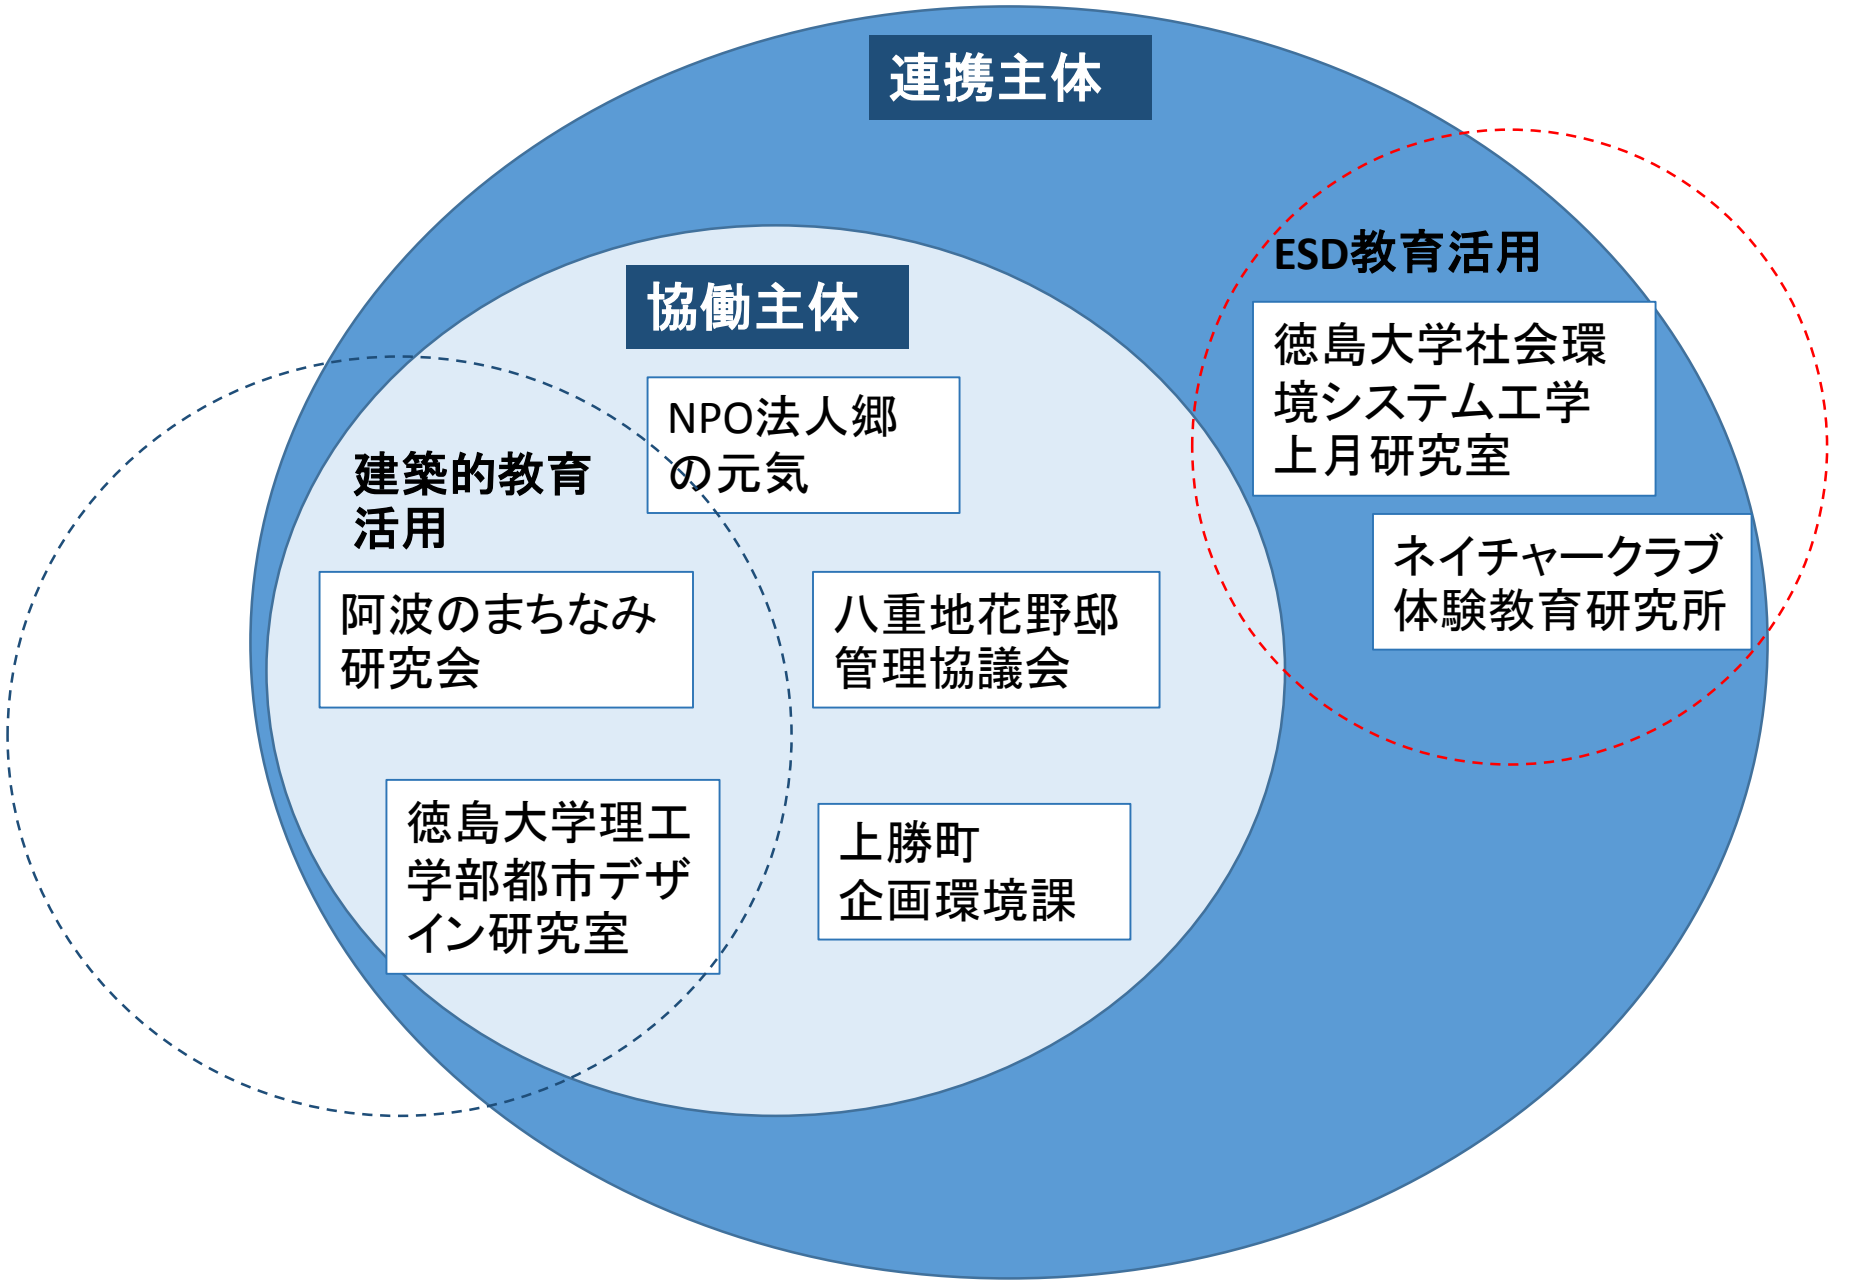 連携主体
ESD教育活用
徳島大学社会環
境システム工学
上月研究室
ネイチャークラブ
体験教育研究所
協働主体
NPO法人郷
の元気
建築的教育
活用
阿波のまちなみ
研究会
八重地花野邸
管理協議会
徳島大学理工
学部都市デザ
イン研究室
上勝町
企画環境課